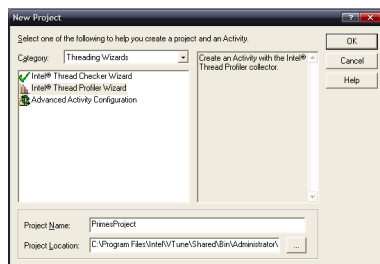 New Project
Select one of the following to help you create a project and an Activity.
Category: Threading Wizards
Intel® Thread Checker Wizard
Intel® Thread Profiler Wizard
Advanced Activity Configuration
Create an Activity with the Intel®
Thread Profiler collector.
OK
Cancel
Help
Project Name: PrimesProject
Project Location: C:\Program Files\Intel\VTune\Shared\Bin\Administrator\ ...